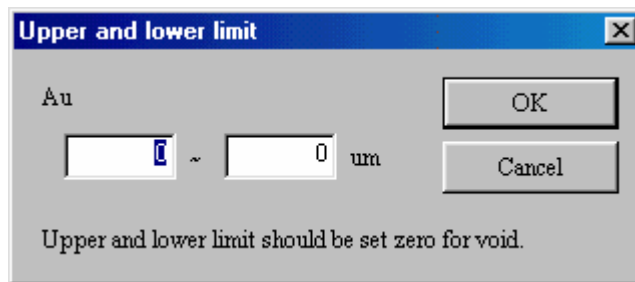 Upper and lower limit
Au
OK
0 ~ 0 um
Cancel
Upper and lower limit should be set zero for void.